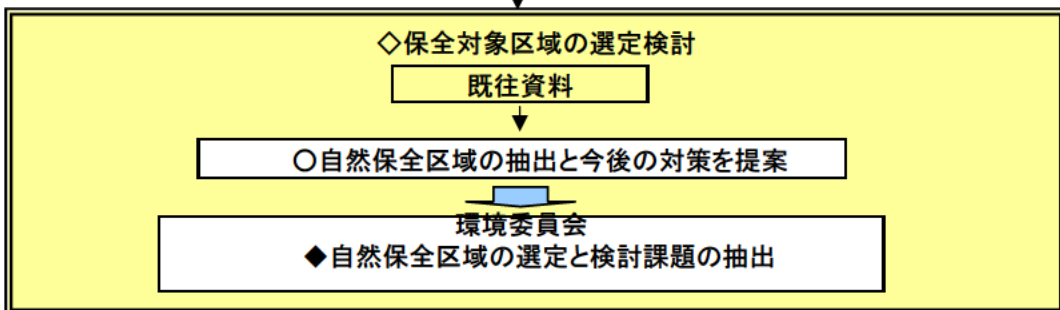 ◇保全対象区域の選定検討
既往資料
〇自然保全区域の抽出と今後の対策を提案
環境委員会
◆自然保全区域の選定と検討課題の抽出